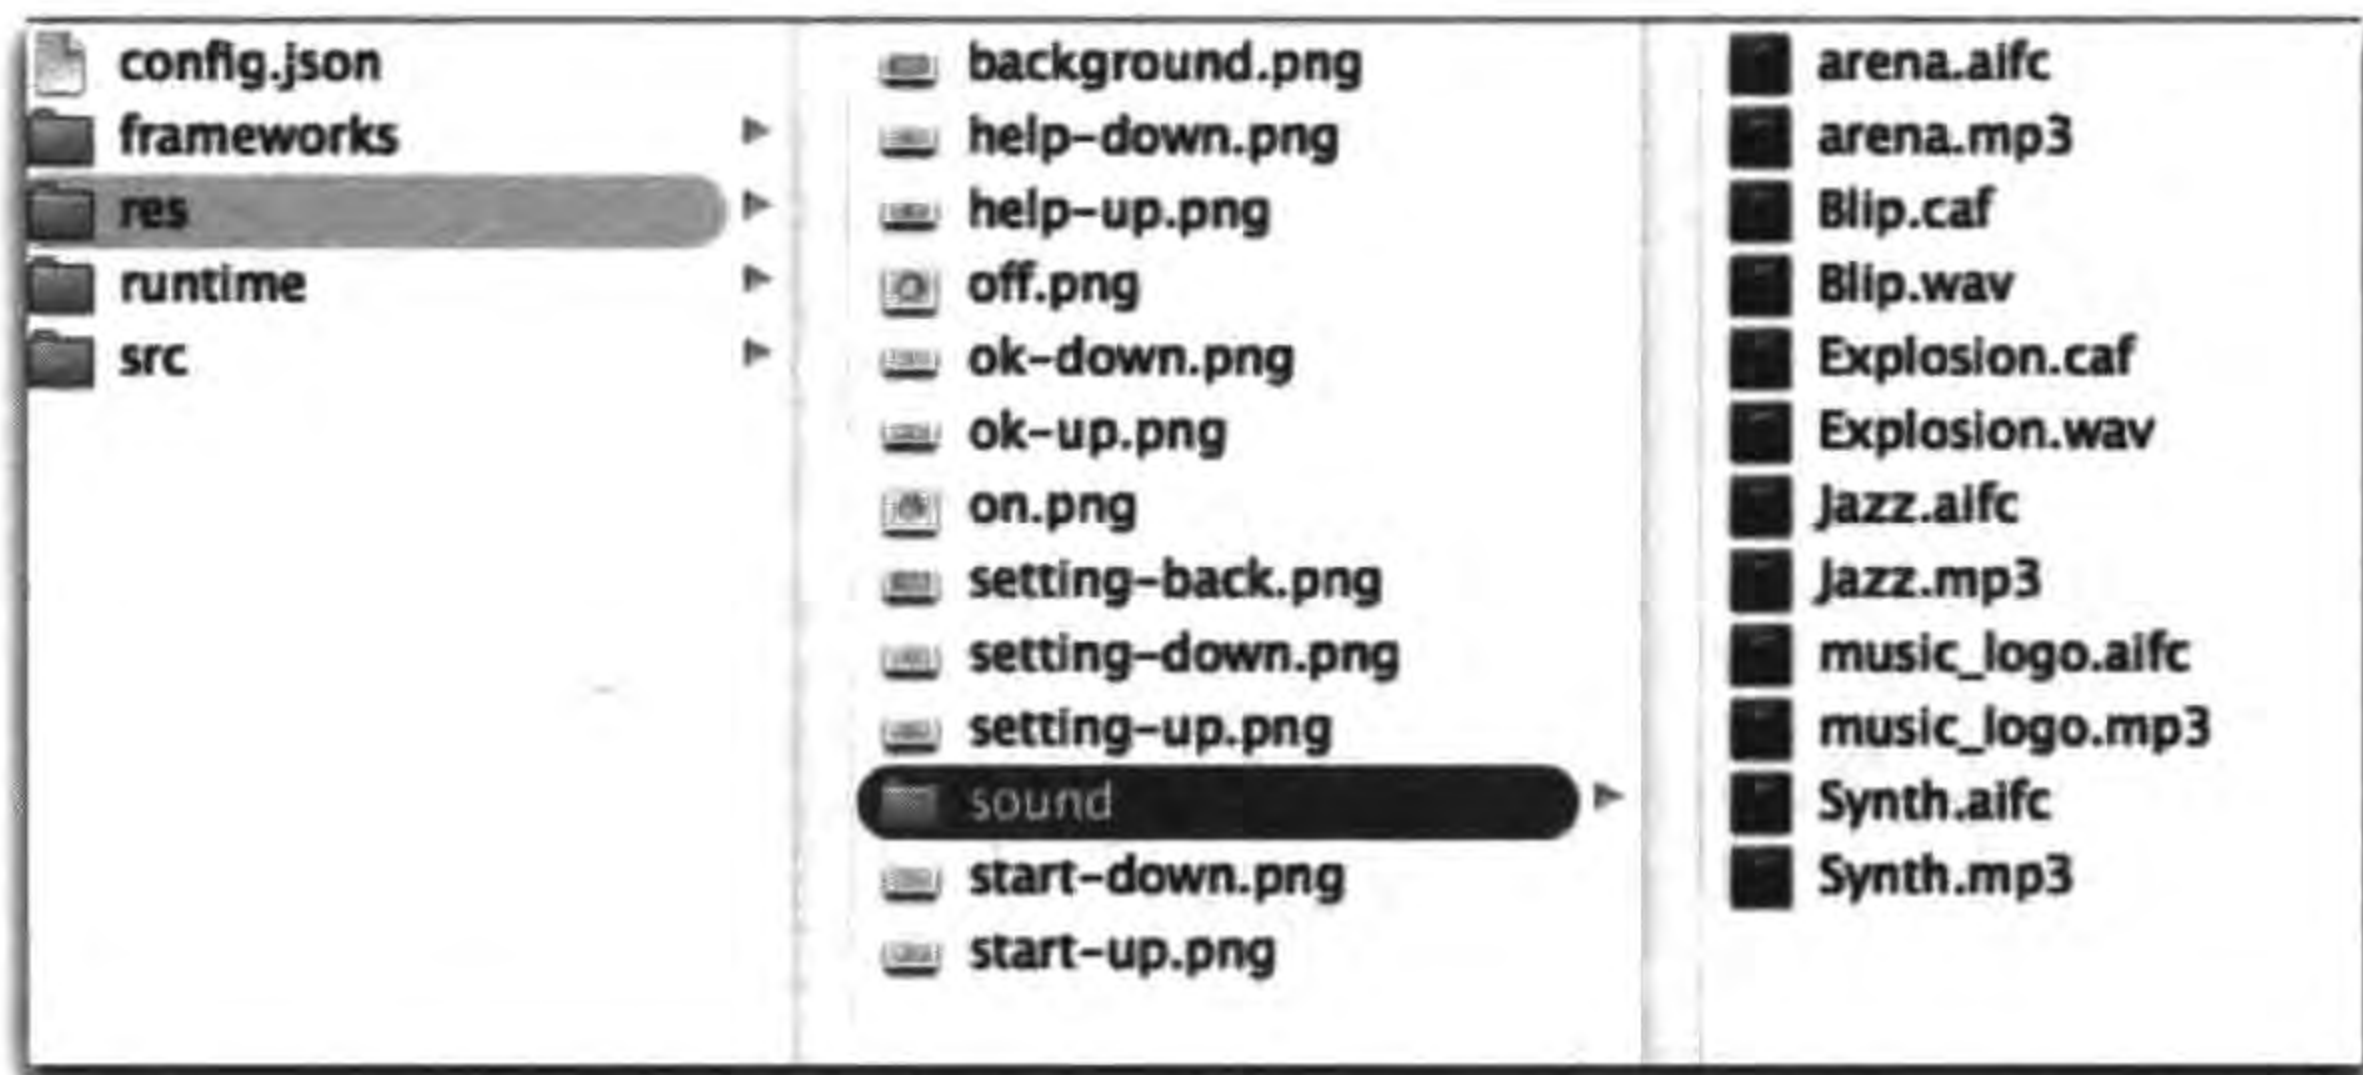 config.json
frameworks
res
runtime
src
background.png
help-down.png
help-up.png
off.png
ok-down.png
ok-up.png
on.png
setting-back.png
setting-down.png
setting-up.png
sound
start-down.png
start-up.png
arena.aifc
arena.mp3
Blip.caf
Blip.wav
Explosion.caf
Explosion.wav
Jazz.aifc
Jazz.mp3
music_logo.aifc
music_logo.mp3
Synth.aifc
Synth.mp3